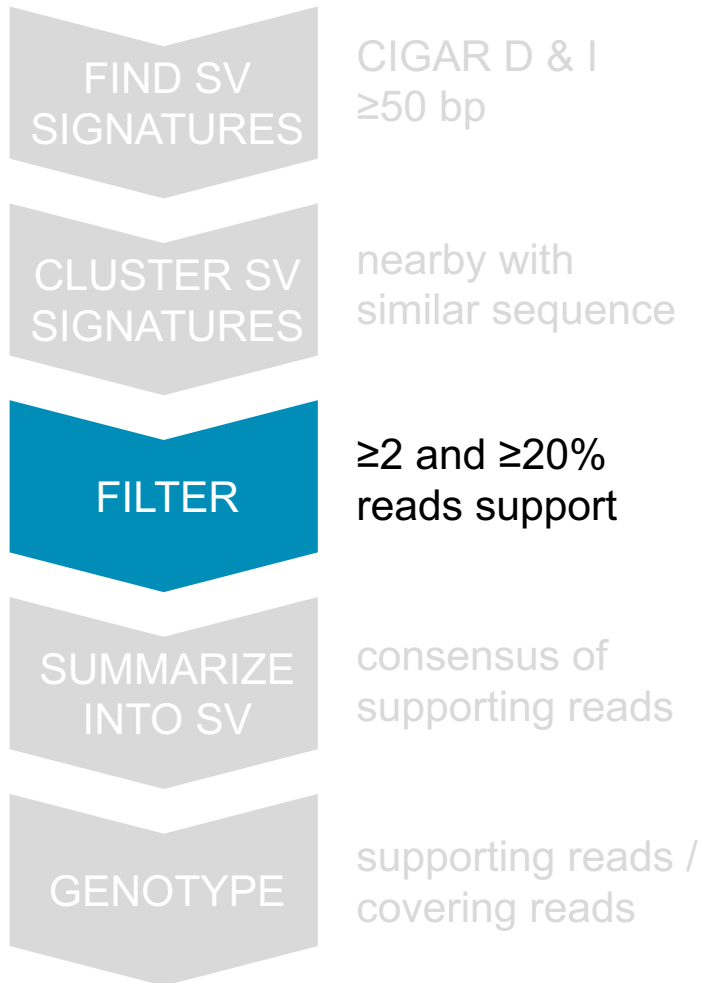 FIND SV
SIGNATURES
CIGAR D & I
≥50 bp
CLUSTER SV
SIGNATURES
nearby with
similar sequence
FILTER
≥2 and ≥20%
reads support
SUMMARIZE
INTO SV
consensus of
supporting reads
GENOTYPE
supporting reads /
covering reads